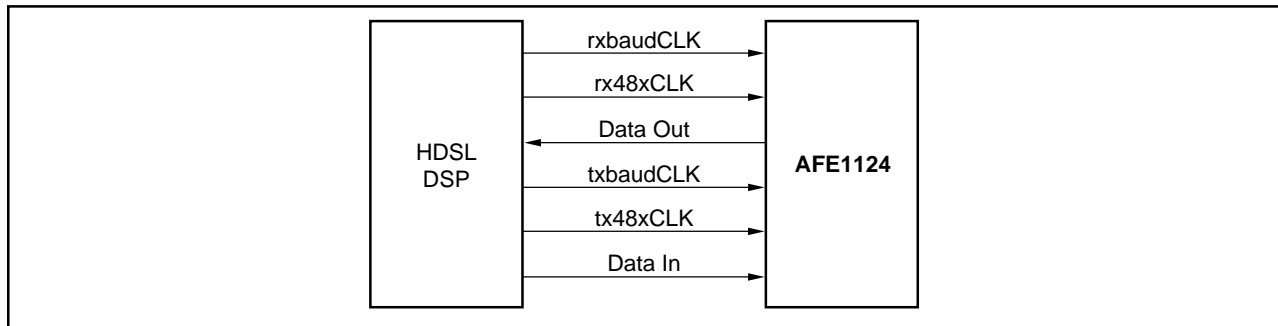 rxbaudCLK
rx48xCLK
Data Out
HDSL
DSP
AFE1124
txbaudCLK
tx48xCLK
Data In